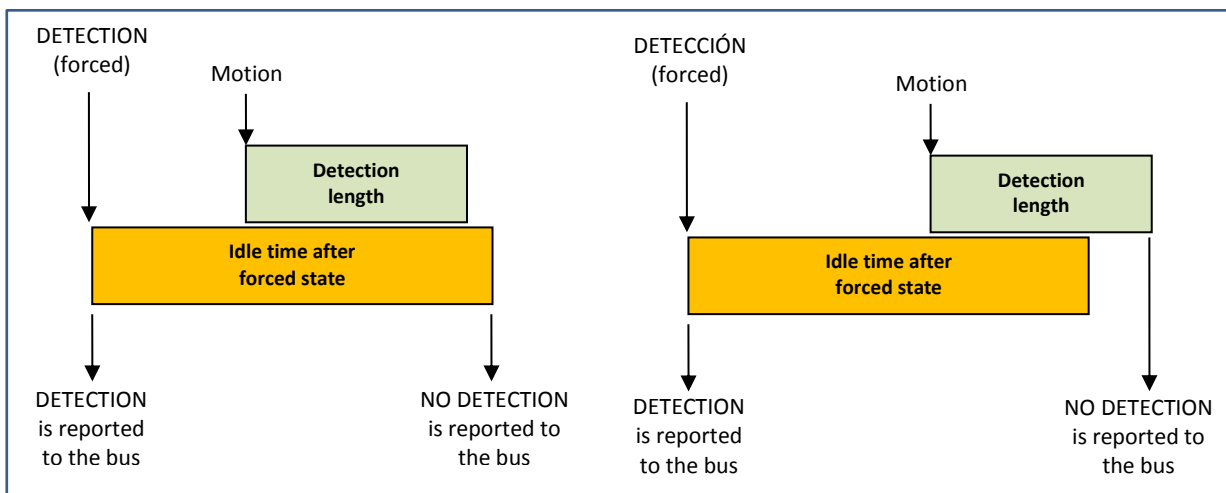 DETECTION
(forced)
Motion
Detection
length
Idle time after
forced state
DETECTION
is reported
to the bus
NO DETECTION
is reported to
the bus
DETECCIÓN
(forced)
Motion
Detection
length
Idle time after
forced state
DETECTION
is reported
to the bus
NO DETECTION
is reported to
the bus